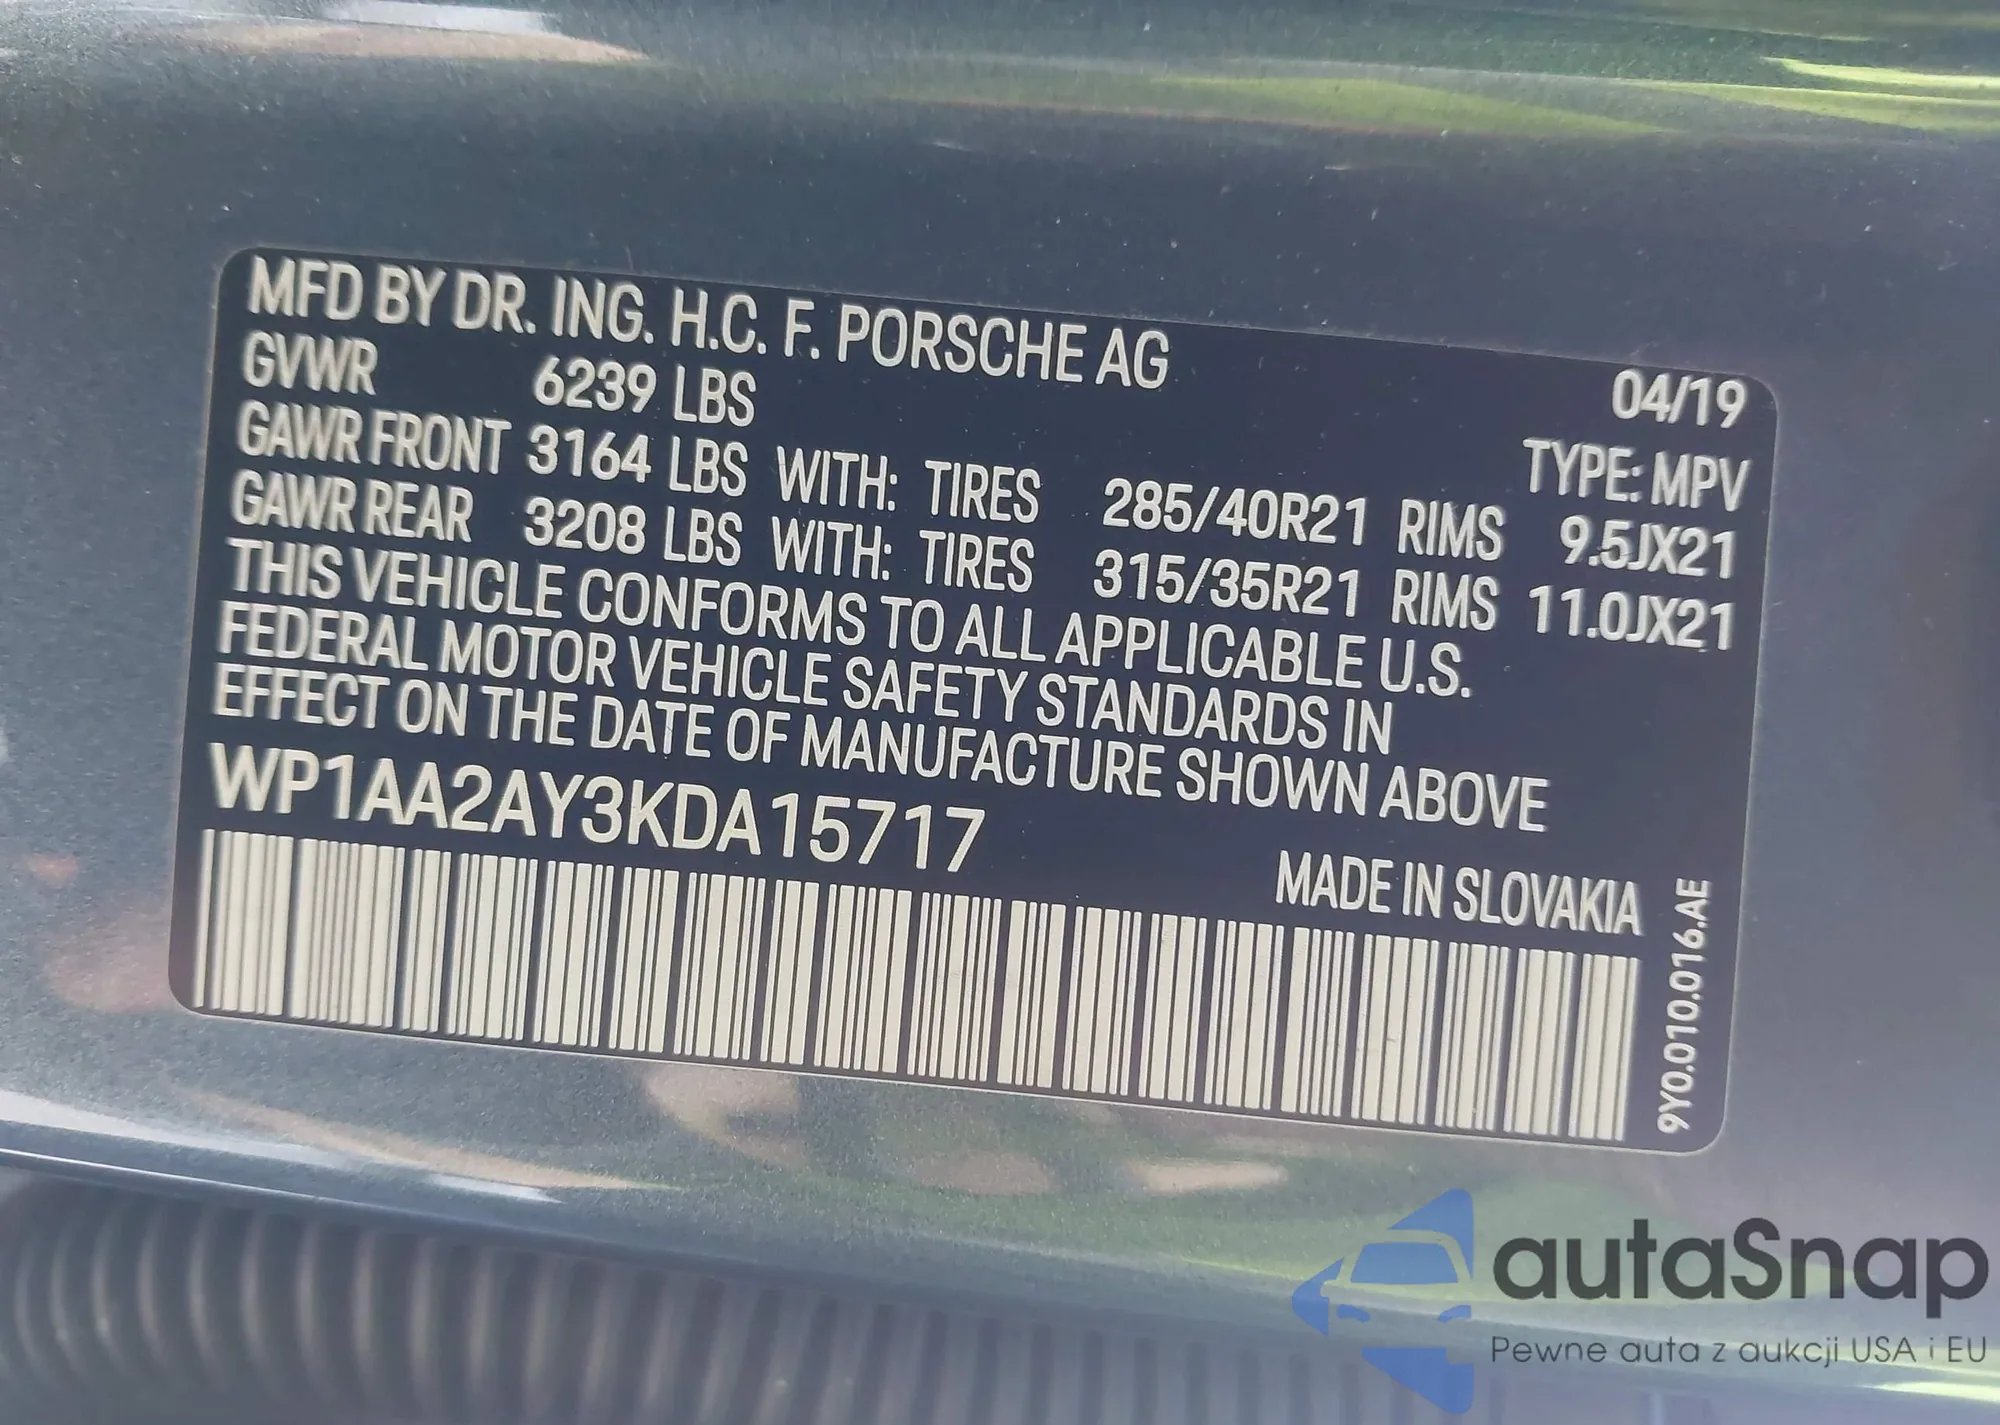 MFD BY DR. ING. H.C. F. PORSCHE AG 04/19
GVWR 6239 LBS TYPE: MPV
GAWR FRONT 3164 LBS WITH: TIRES 285/40R21 RIMS 9.5JX21
GAWR REAR 3208 LBS WITH: TIRES 315/35R21 RIMS 11.0JX21
THIS VEHICLE CONFORMS TO ALL APPLICABLE U.S.
FEDERAL MOTOR VEHICLE SAFETY STANDARDS IN
EFFECT ON THE DATE OF MANUFACTURE SHOWN ABOVE
WP1AA2AY3KDA15717
MADE IN SLOVAKIA
9Y0.010.016.AE
autaSnap
Pewne auta z aukcji USA i EU